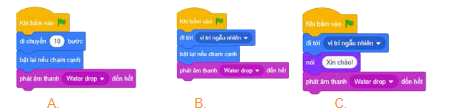 Khi bấm vào
di chuyển 10 bước
bật lại nếu chạm cạnh
phát âm thanh Water drop đến hết
A.
Khi bấm vào
đi tới vị trí ngẫu nhiên
bật lại nếu chạm cạnh
phát âm thanh Water drop đến hết
B.
Khi bấm vào
đi tới vị trí ngẫu nhiên
nói Xin chào!
phát âm thanh Water drop đến hết
C.